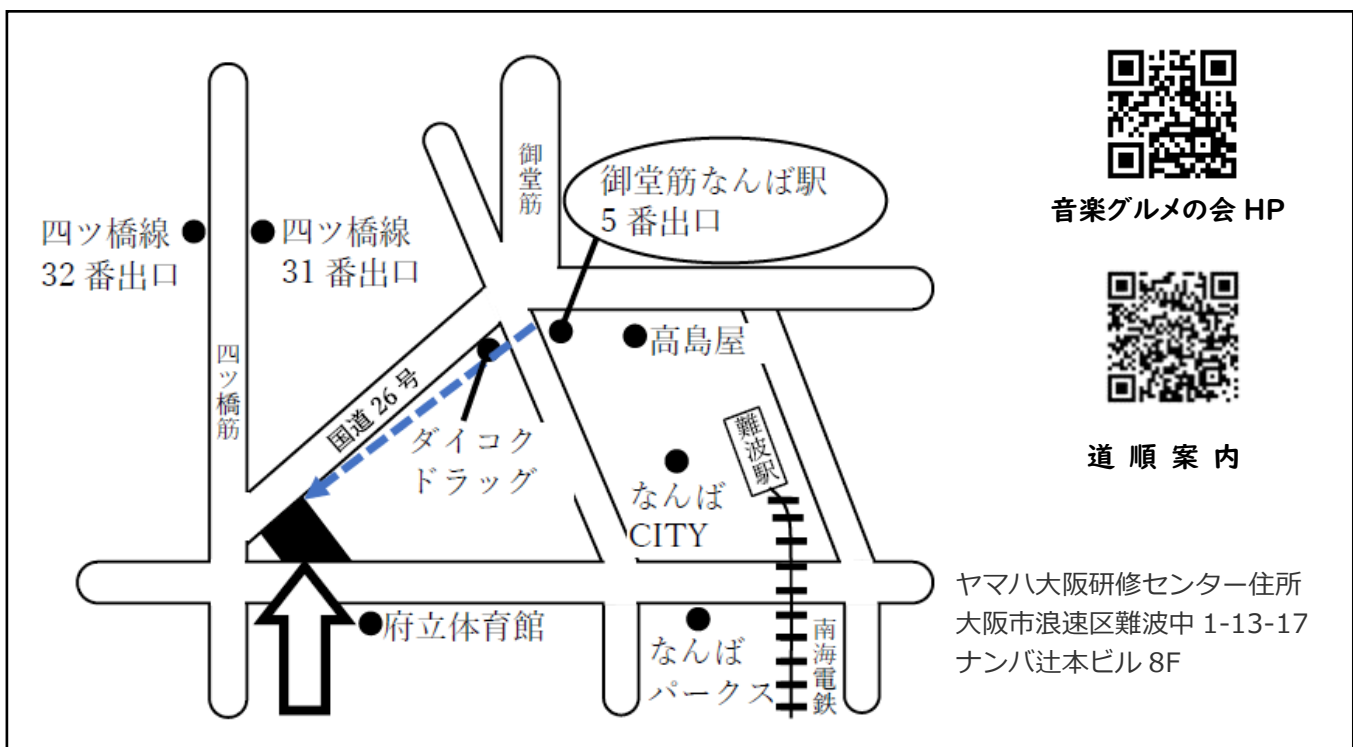 御堂筋
御堂筋なんば駅
5 番出口
音楽グルメの会 HP
四ツ橋線
32 番出口
四ツ橋線
31 番出口
高島屋
四ツ橋筋
国道 26 号
ダイコク
ドラッグ
難波駅
道 順 案 内
なんば
CITY
ヤマハ大阪研修センター住所
大阪市浪速区難波中 1-13-17
ナンバ辻本ビル 8F
府立体育館
なんば
パークス
南海電鉄